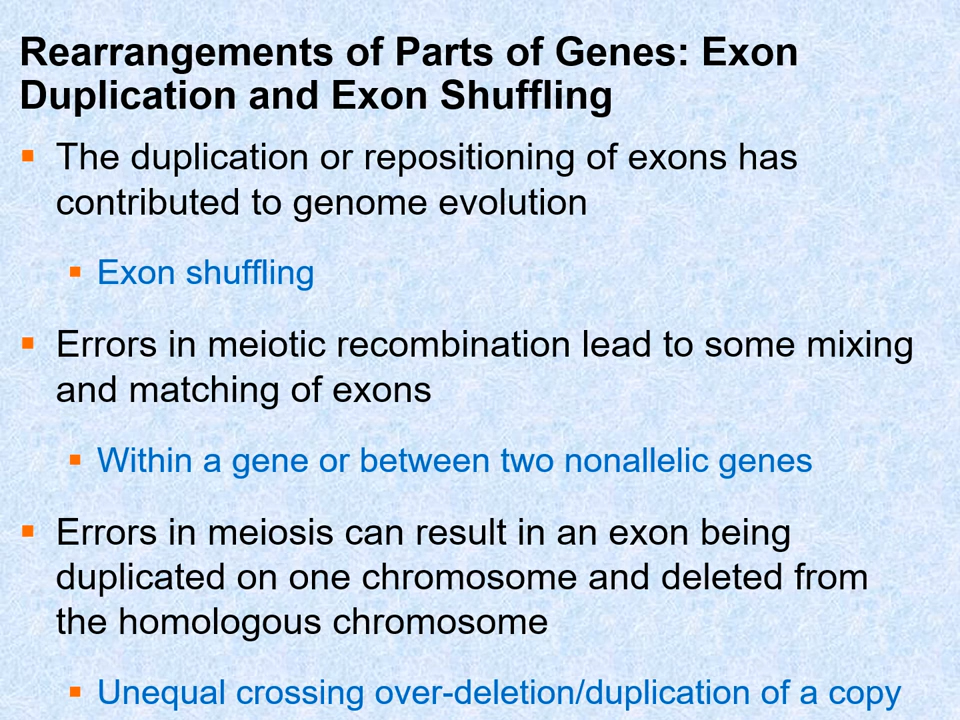 Rearrangements of Parts of Genes: Exon
Duplication and Exon Shuffling
The duplication or repositioning of exons has
contributed to genome evolution
Exon shuffling
Errors in meiotic recombination lead to some mixing
and matching of exons
Within a gene or between two nonallelic genes
Errors in meiosis can result in an exon being
duplicated on one chromosome and deleted from
the homologous chromosome
Unequal crossing over-deletion/duplication of a copy